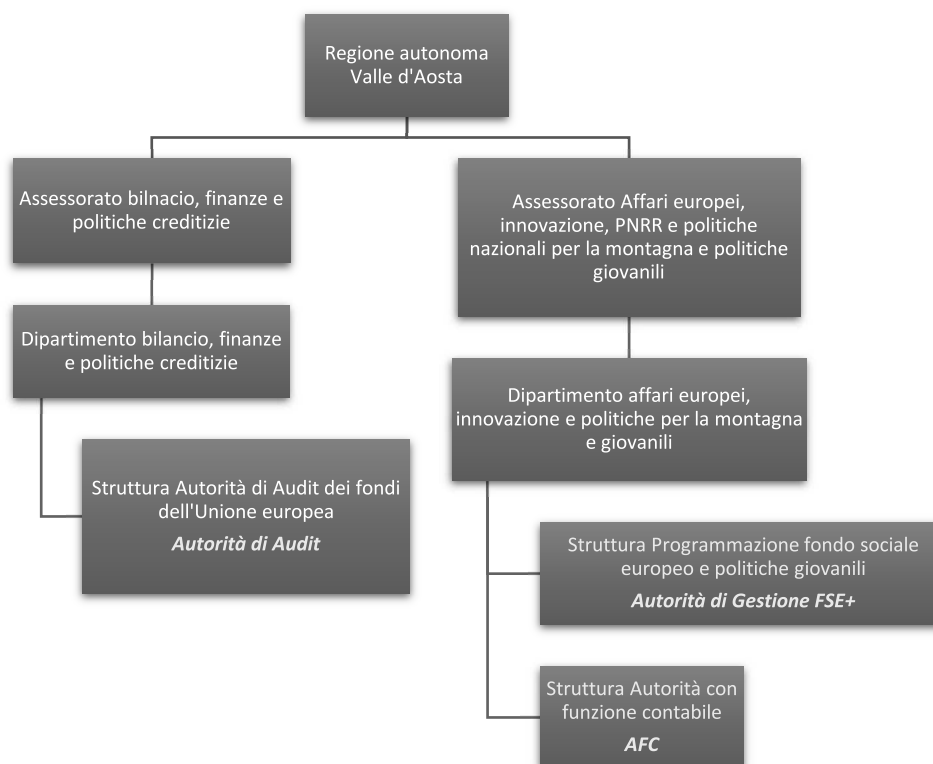 Regione autonoma
Valle d'Aosta
Assessorato bilnacio, finanze e
politiche creditizie
Dipartimento bilancio, finanze
e politiche creditizie
Struttura Autorità di Audit dei fondi
dell'Unione europea
Autorità di Audit
Assessorato Affari europei,
innovazione, PNRR e politiche
nazionali per la montagna e politiche
giovanili
Dipartimento affari europei,
innovazione e politiche per la montagna
e giovanili
Struttura Programmazione fondo sociale
europeo e politiche giovanili
Autorità di Gestione FSE+
Struttura Autorità con
funzione contabile
AFC